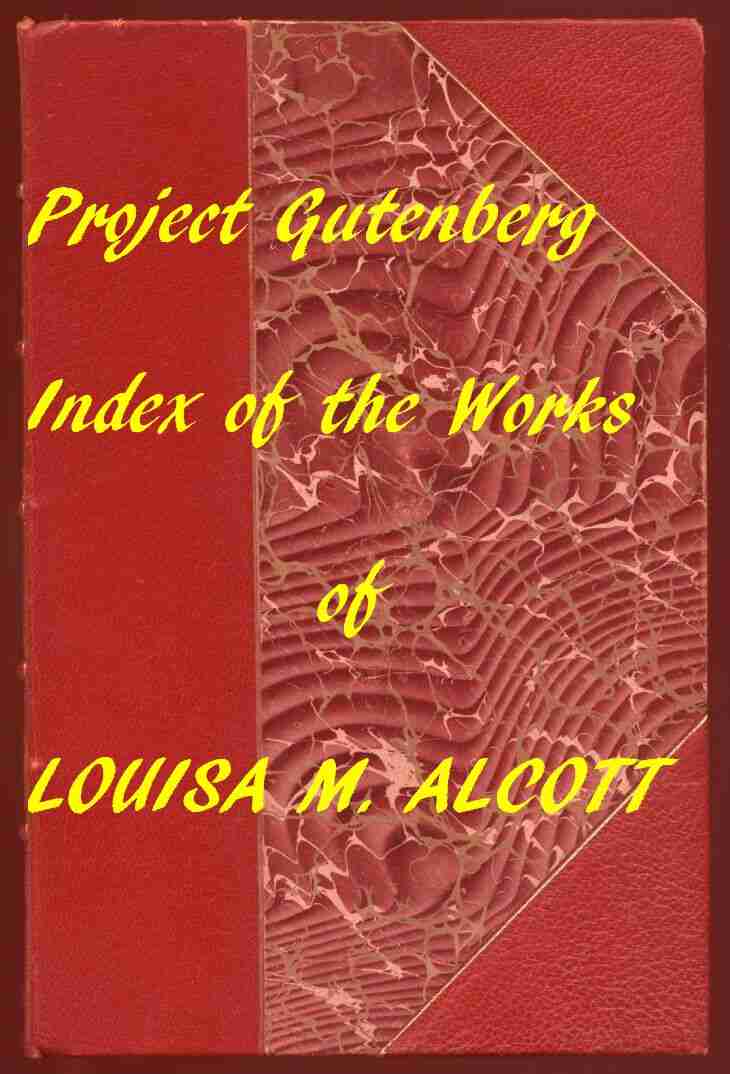 Project Gutenberg
Index of the Works
of
LOUISA M. ALCOTT